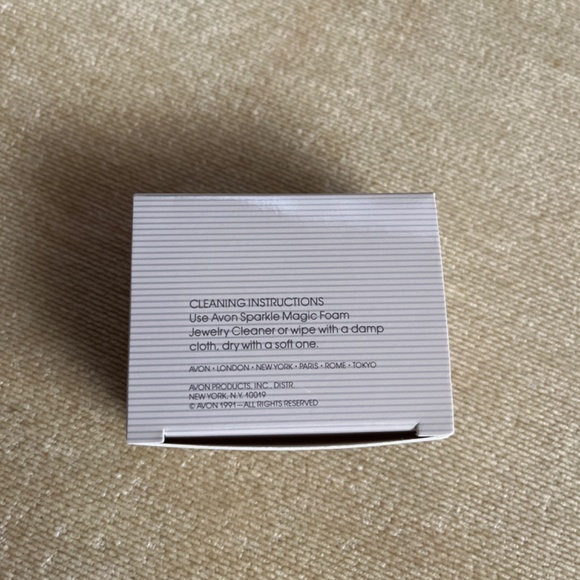 CLEANING INSTRUCTIONS
Use Avon Sparkle Magic Foam
Jewelry Cleaner or wipe with a damp
cloth, dry with a soft one.
AVON • LONDON • NEW YORK • PARIS • ROME • TOKYO
AVON PRODUCTS, INC., DISTR.
NEW YORK, N.Y. 10019
© AVON 1991—ALL RIGHTS RESERVED